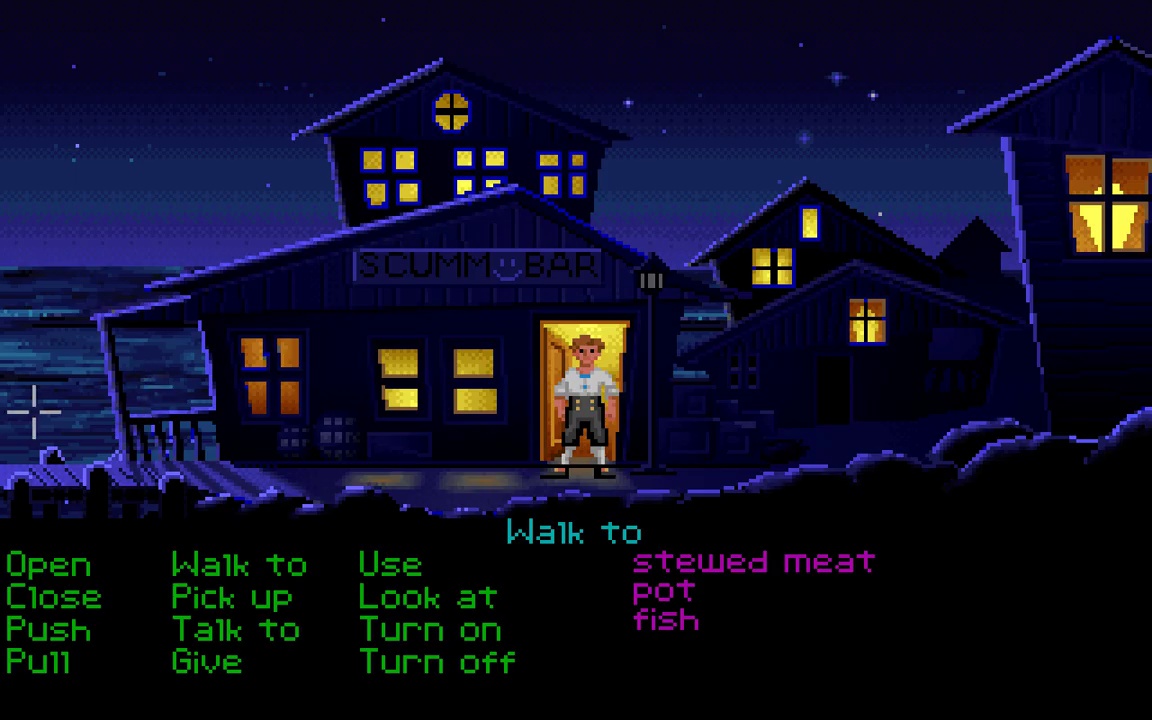 SCUMM BAR
Walk to
Open Walk to Use stewed meat
Close Pick up Look at pot
Push Talk to Turn on fish
Pull Give Turn off